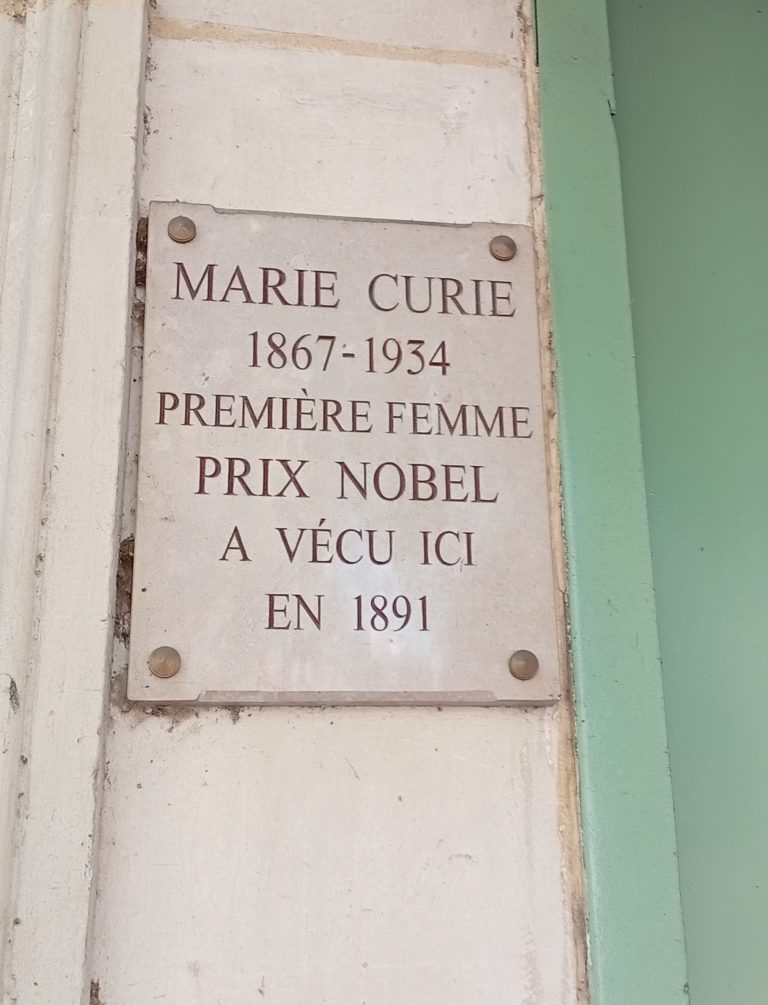 MARIE CURIE
1867-1934
PREMIÈRE FEMME
PRIX NOBEL
A VÉCU ICI
EN 1891